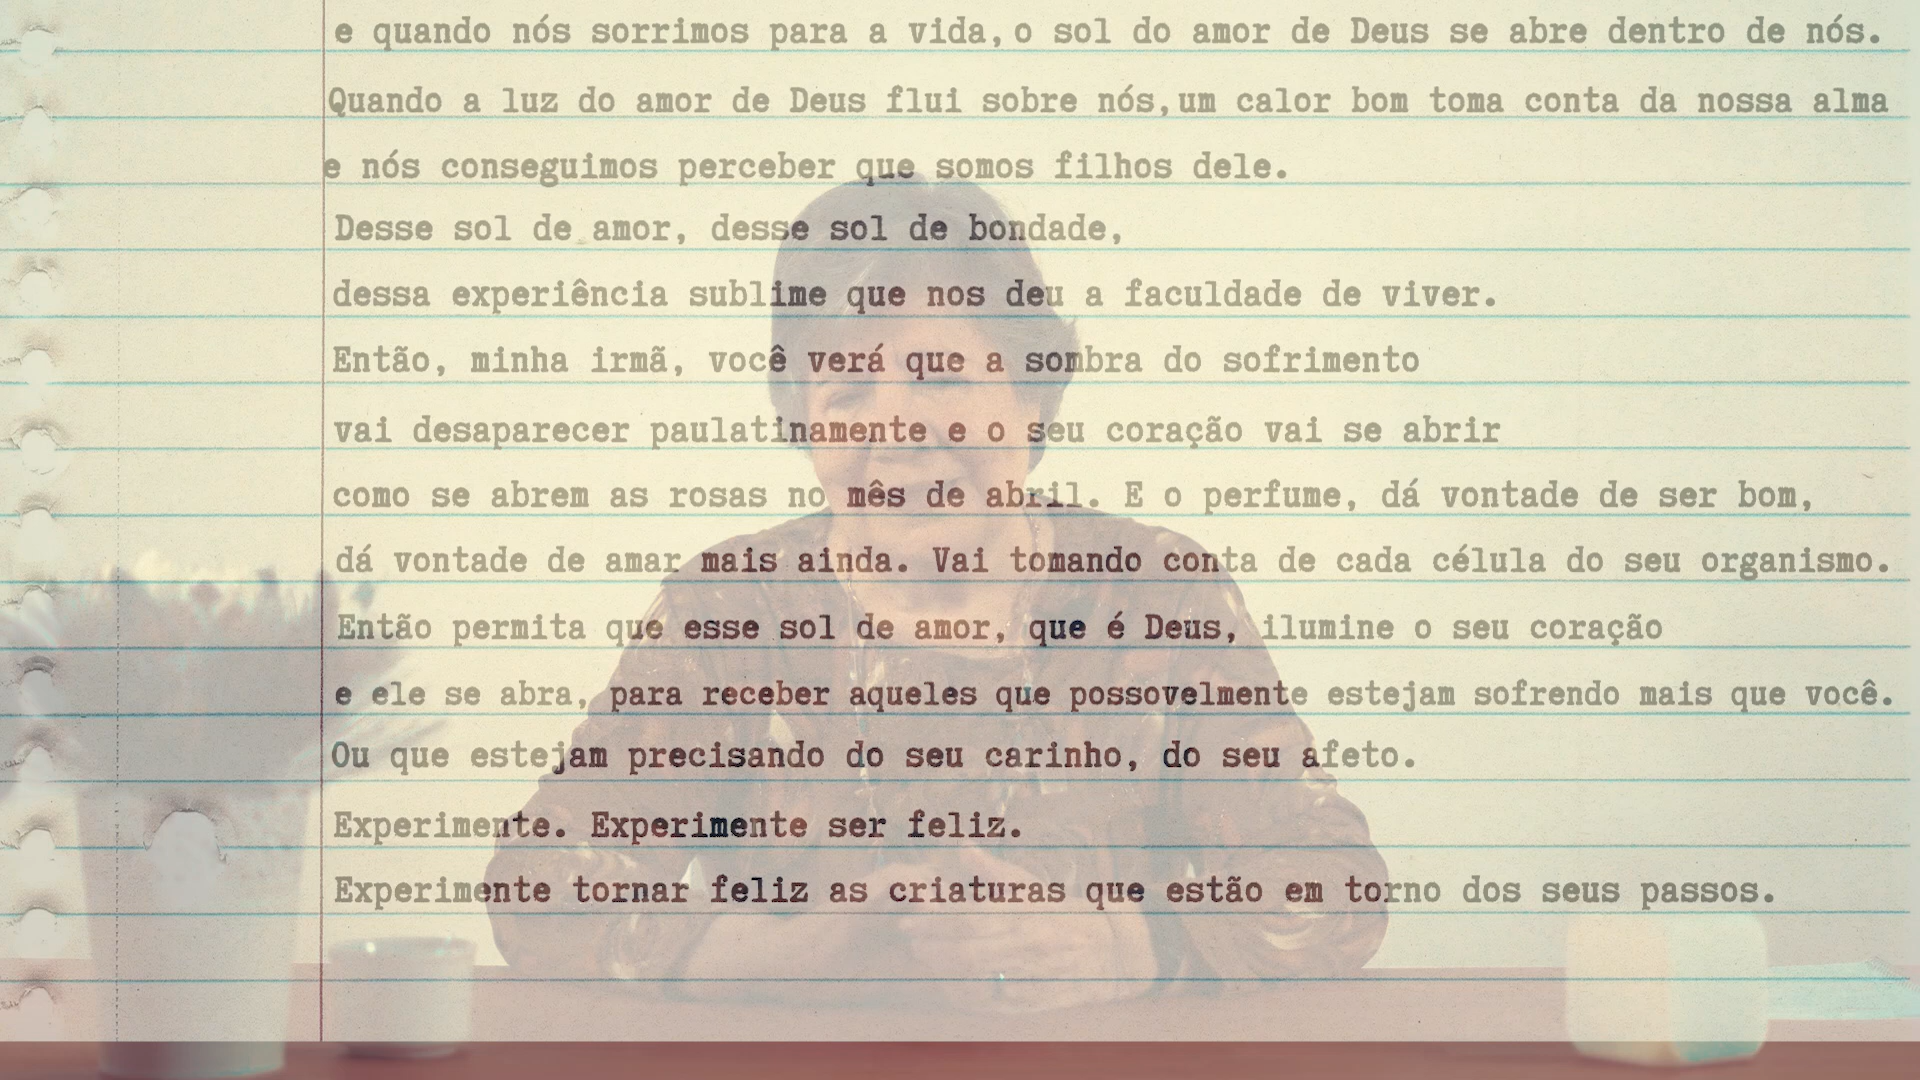 e quando nós sorrimos para a vida, o sol do amor de Deus se abre dentro de nós.
Quando a luz do amor de Deus flui sobre nós, um calor bom toma conta da nossa alma
e nós conseguimos perceber que somos filhos dele.
Desse sol de amor, desse sol de bondade,
dessa experiência sublime que nos deu a faculdade de viver.
Então, minha irmã, você verá que a sombra do sofrimento
vai desaparecer paulatinamente e o seu coração vai se abrir
como se abrem as rosas no mês de abril. E o perfume, dá vontade de ser bom,
dá vontade de amar mais ainda. Vai tomando conta de cada célula do seu organismo.
Então permita que esse sol de amor, que é Deus, ilumine o seu coração
e ele se abra, para receber aqueles que possovelmente estejam sofrendo mais que você.
Ou que estejam precisando do seu carinho, do seu afeto.
Experimente. Experimente ser feliz.
Experimente tornar feliz as criaturas que estão em torno dos seus passos.